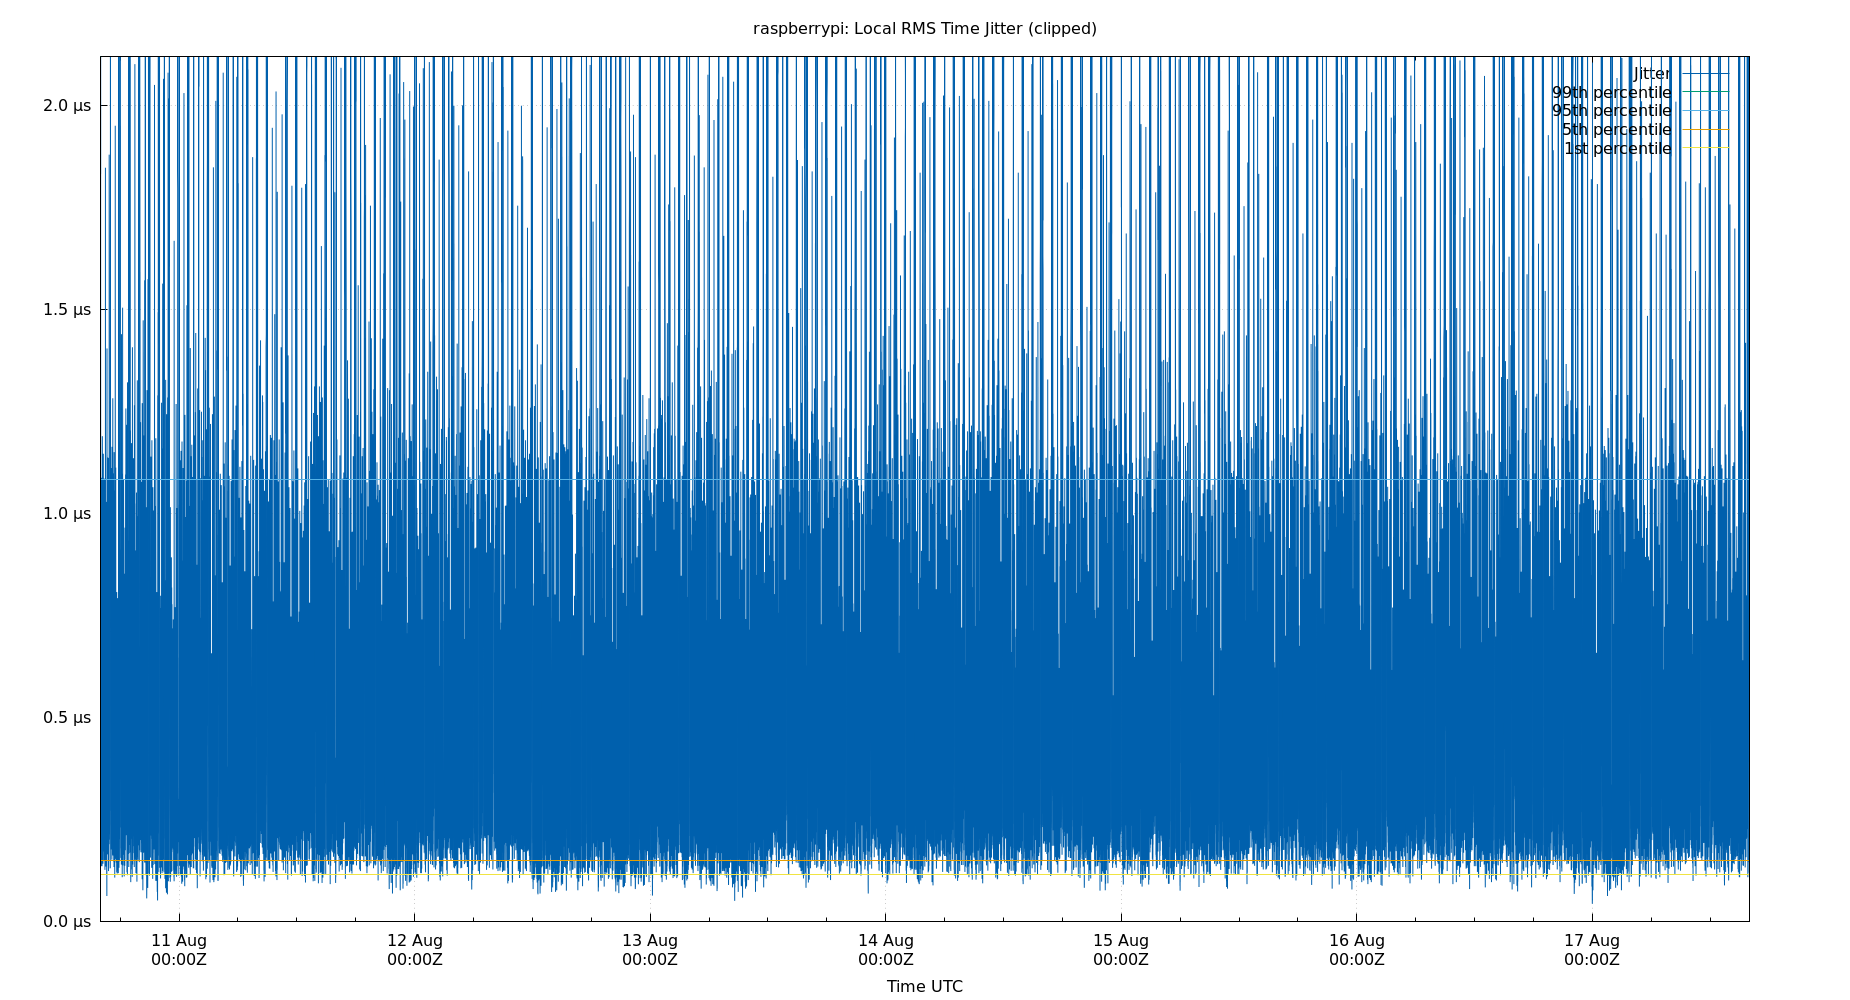 raspberrypi: Local RMS Time Jitter (clipped)
Jitter
99th percentile
95th percentile
5th percentile
1st percentile
2.0 µs
1.5 µs
1.0 µs
0.5 µs
0.0 µs
11 Aug 12 Aug 13 Aug 14 Aug 15 Aug 16 Aug 17 Aug
00:00Z 00:00Z 00:00Z 00:00Z 00:00Z 00:00Z 00:00Z
Time UTC